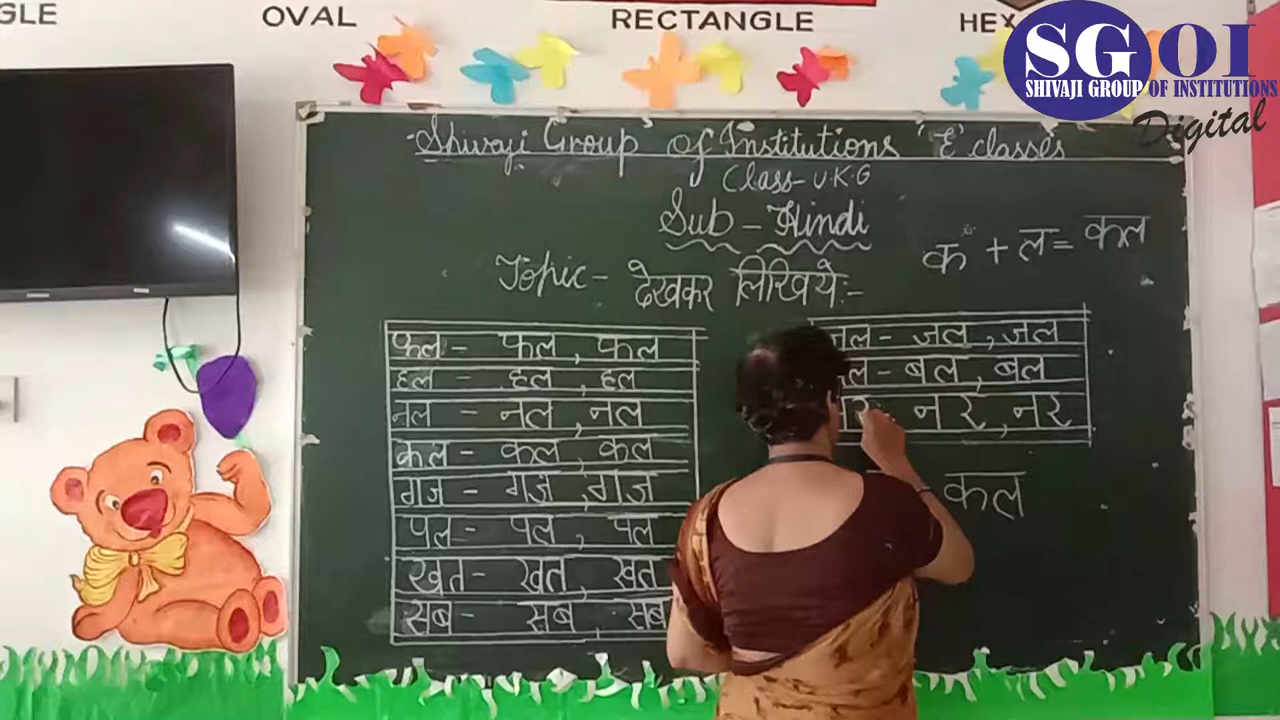 GLE
OVAL
RECTANGLE
HEX
SGOI
SHIVAJI GROUP OF INSTITUTIONS
Digital
Shivaji Group of Institutions 'E' classes
Class- U.K.G
Sub - Hindi
क + ल = कल
Topic - देखकर लिखिये:-
फल - फल , फल
हल - हल , हल
नल - नल , नल
कल - कल , कल
गज - गज , गज
पल - पल , पल
खत - खत , खत
सब - सब , सब
जल - जल , जल
ल - बल , बल
नर नर , नर
कल